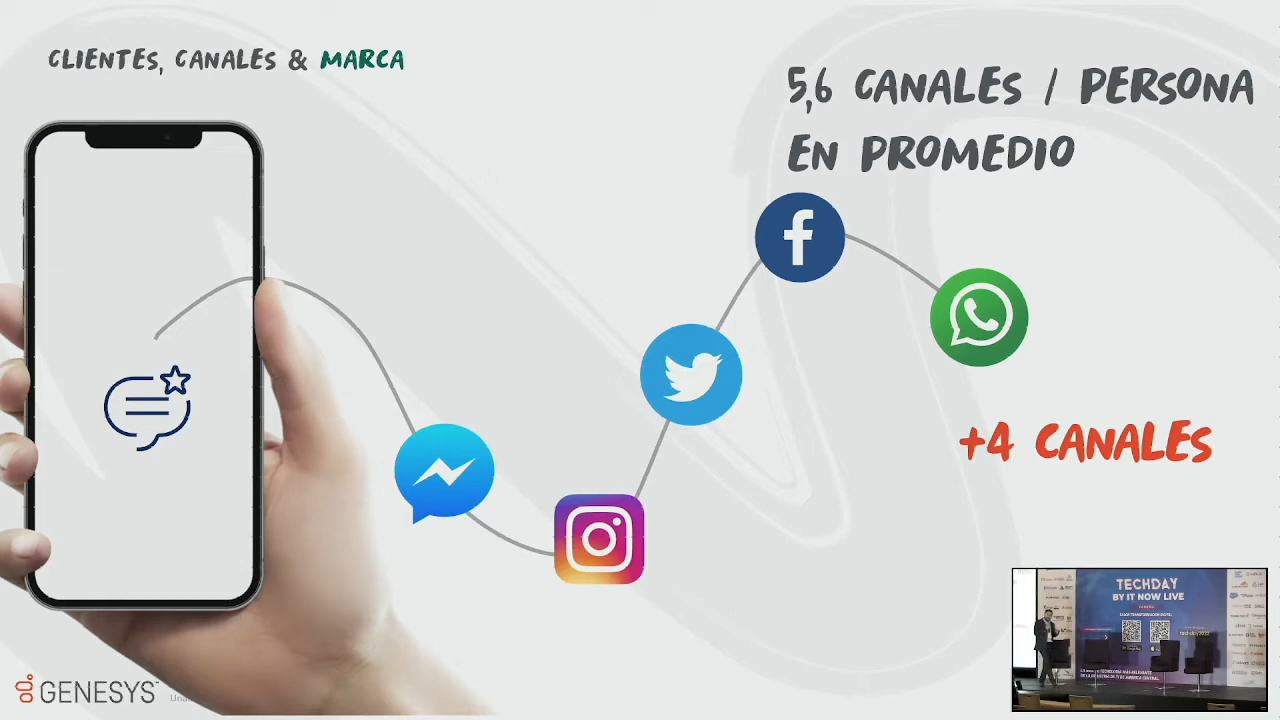 CLIENTES, CANALES & MARCA
5,6 CANALES / PERSONA
EN PROMEDIO
+4 CANALES
GENESYS
TECHDAY
BY IT NOW LIVE